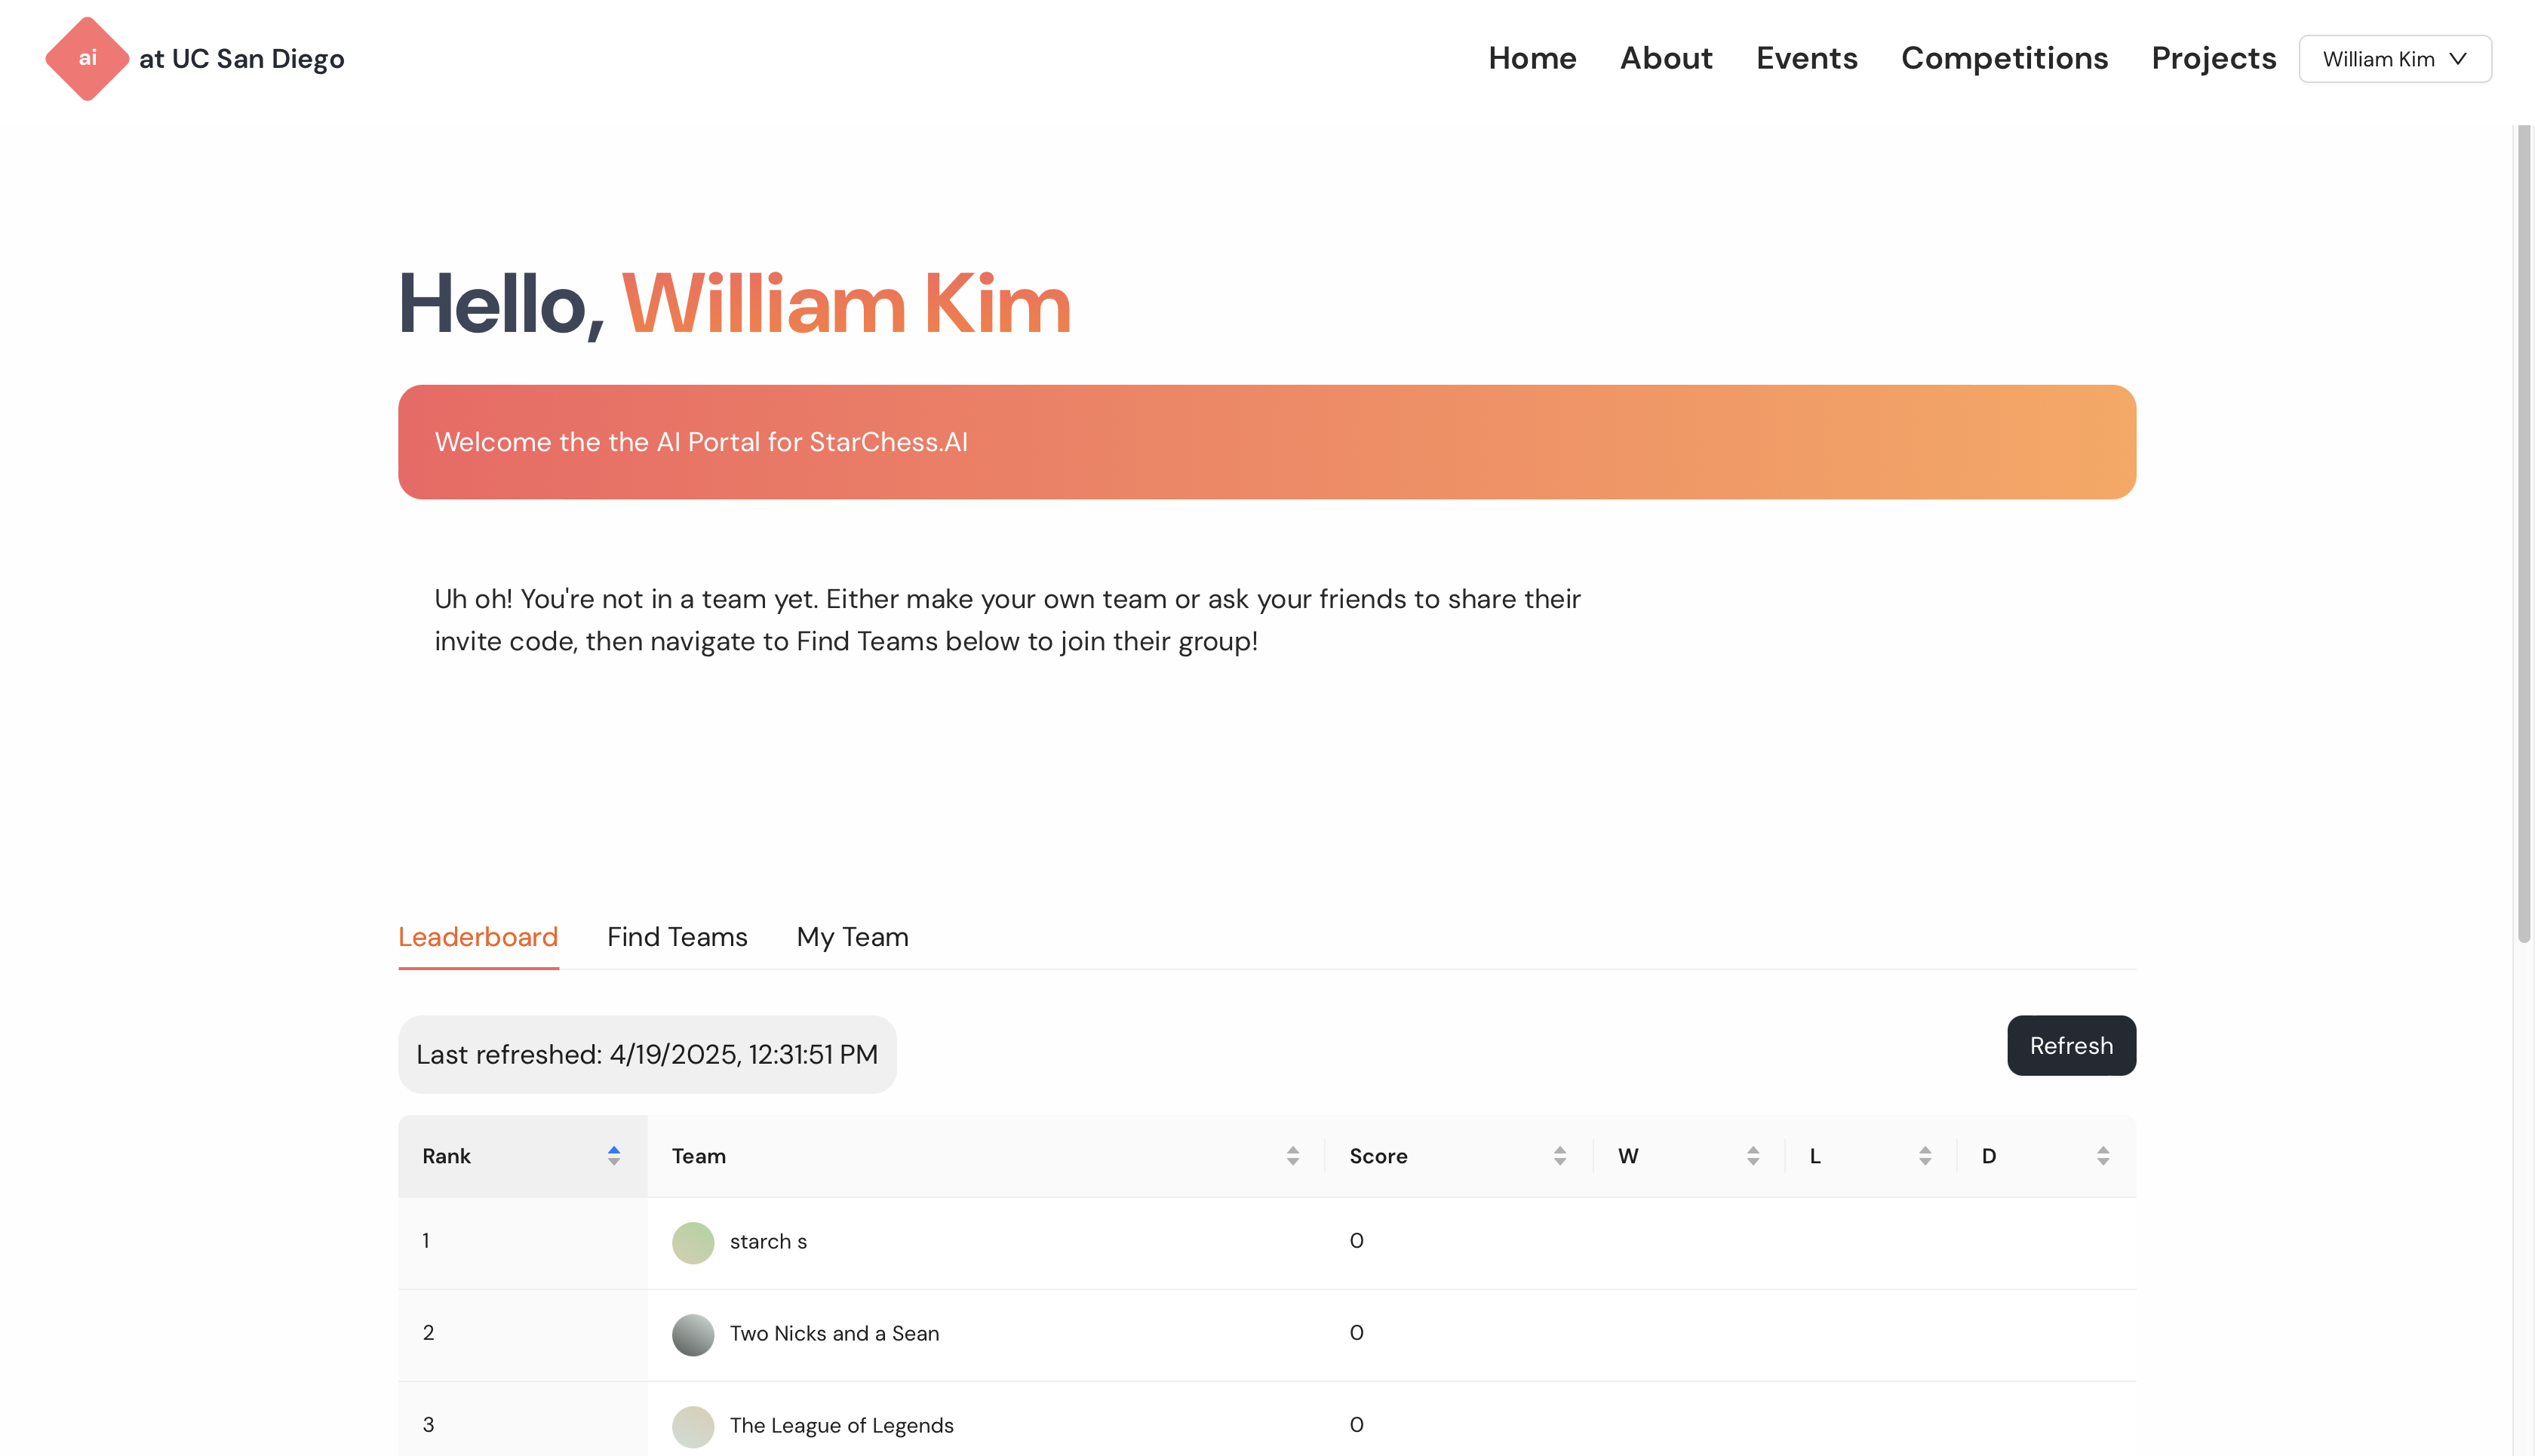 ai at UC San Diego
Home About Events Competitions Projects William Kim
Hello, William Kim
Welcome the the AI Portal for StarChess.AI
Uh oh! You're not in a team yet. Either make your own team or ask your friends to share their
invite code, then navigate to Find Teams below to join their group!
Leaderboard Find Teams My Team
Last refreshed: 4/19/2025, 12:31:51 PM
Refresh
Rank Team Score W L D
1 starch s 0
2 Two Nicks and a Sean 0
3 The League of Legends 0